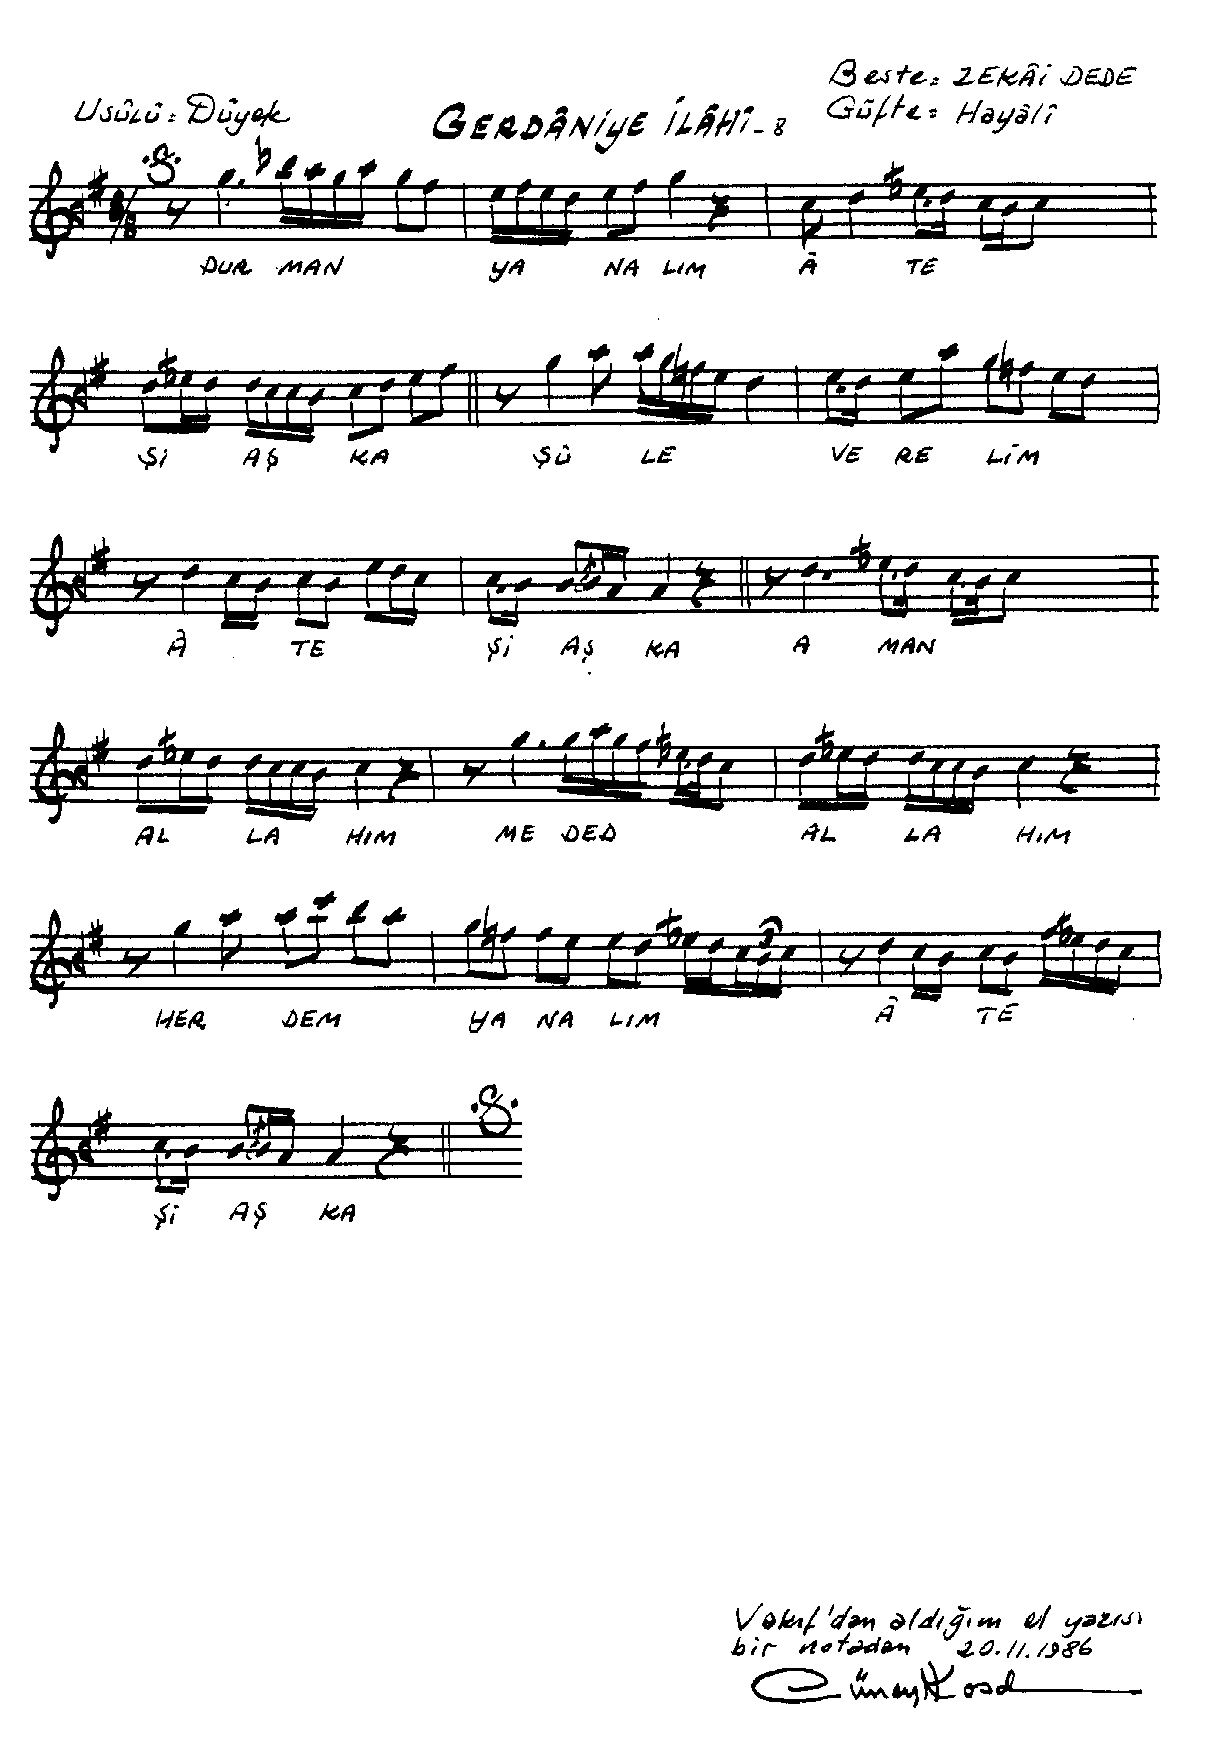 Beste: ZEKÂİ DEDE
Usûlü: Düyek
GERDÂNİYE İLÂHÎ-8
Güfte: Hayâlî
8/8
DUR MAN YA NA LIM Â TE
Şİ AŞ KA ŞÛ LE VE RE LİM
Â TE Şİ AŞ KA A MAN
AL LA HIM ME DED AL LA HIM
HER DEM YA NA LIM Â TE
3
Şİ AŞ KA
Vakıf'dan aldığım el yazısı
bir notadan 20.11.1986